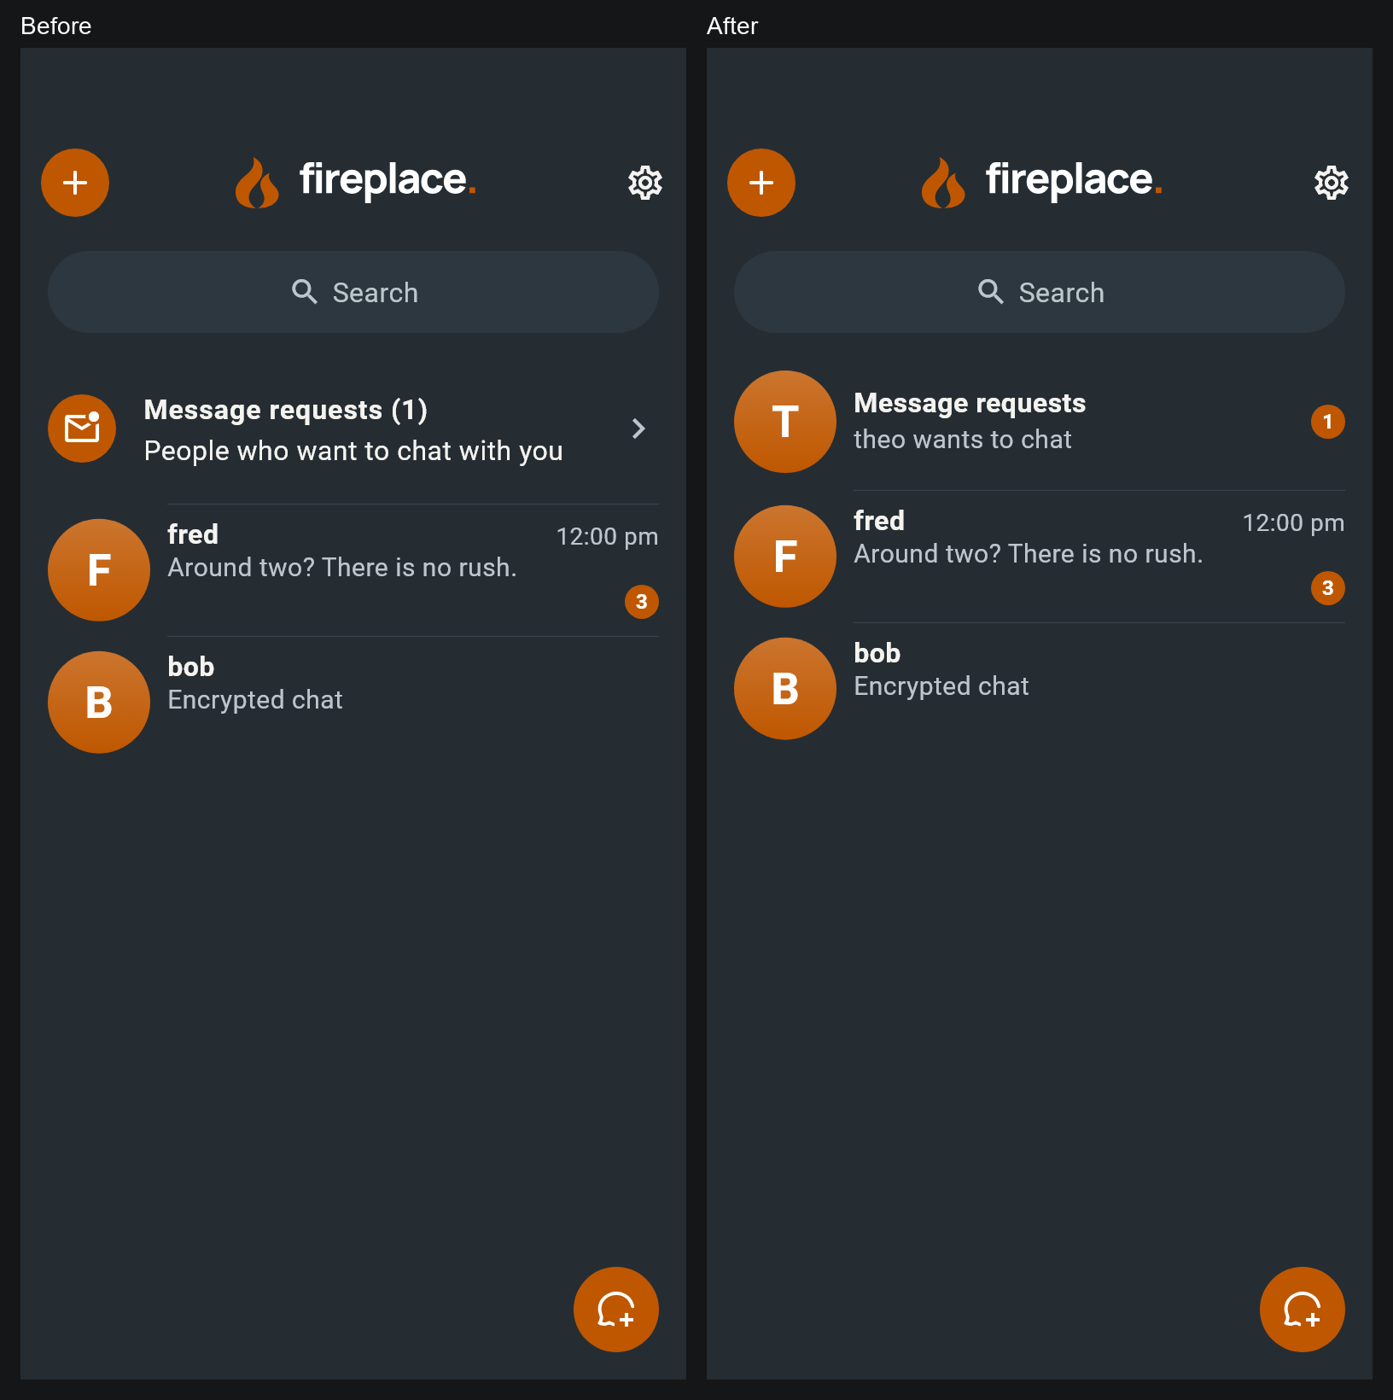 Before
fireplace.
Search
Message requests (1)
People who want to chat with you
F
fred
12:00 pm
Around two? There is no rush.
3
B
bob
Encrypted chat
After
fireplace.
Search
T
Message requests
theo wants to chat
1
F
fred
12:00 pm
Around two? There is no rush.
3
B
bob
Encrypted chat